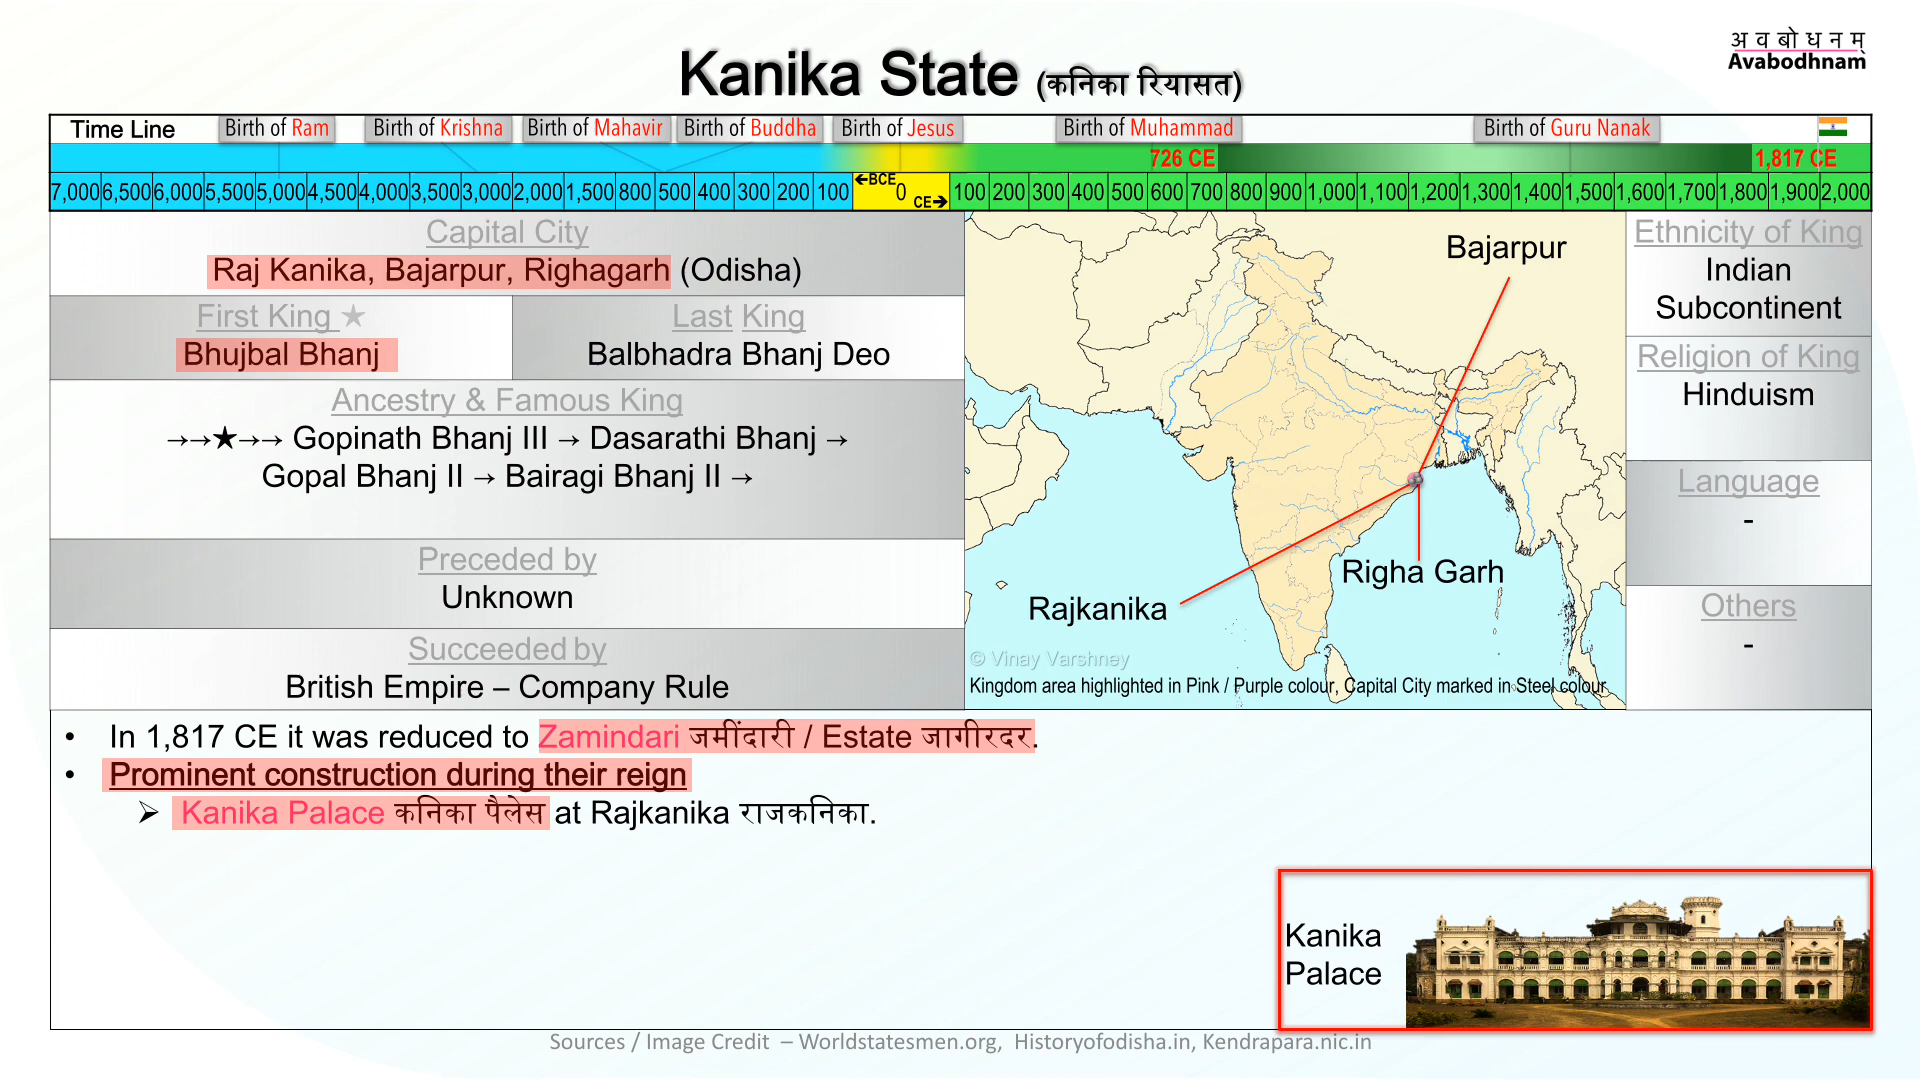 अ व बो ध न म्
Avabodhnam
Kanika State (कनिका रियासत)
Time Line
Birth of Ram
Birth of Krishna
Birth of Mahavir
Birth of Buddha
Birth of Jesus
Birth of Muhammad
Birth of Guru Nanak
726 CE
1,817 CE
7,000 6,500 6,000 5,500 5,000 4,500 4,000 3,500 3,000 2,000 1,500 800 500 400 300 200 100 ←BCE 0 CE→ 100 200 300 400 500 600 700 800 900 1,000 1,100 1,200 1,300 1,400 1,500 1,600 1,700 1,800 1,900 2,000
Capital City
Raj Kanika, Bajarpur, Righagarh (Odisha)
First King ★
Bhujbal Bhanj
Last King
Balbhadra Bhanj Deo
Ancestry & Famous King
→→★→→ Gopinath Bhanj III → Dasarathi Bhanj →
Gopal Bhanj II → Bairagi Bhanj II →
Preceded by
Unknown
Succeeded by
British Empire – Company Rule
Bajarpur
Righa Garh
Rajkanika
© Vinay Varshney
Kingdom area highlighted in Pink / Purple colour, Capital City marked in Steel colour
Ethnicity of King
Indian
Subcontinent
Religion of King
Hinduism
Language
-
Others
-
• In 1,817 CE it was reduced to Zamindari जमींदारी / Estate जागीरदर.
• Prominent construction during their reign
➢ Kanika Palace कनिका पैलेस at Rajkanika राजकनिका.
Kanika
Palace
Sources / Image Credit – Worldstatesmen.org, Historyofodisha.in, Kendrapara.nic.in